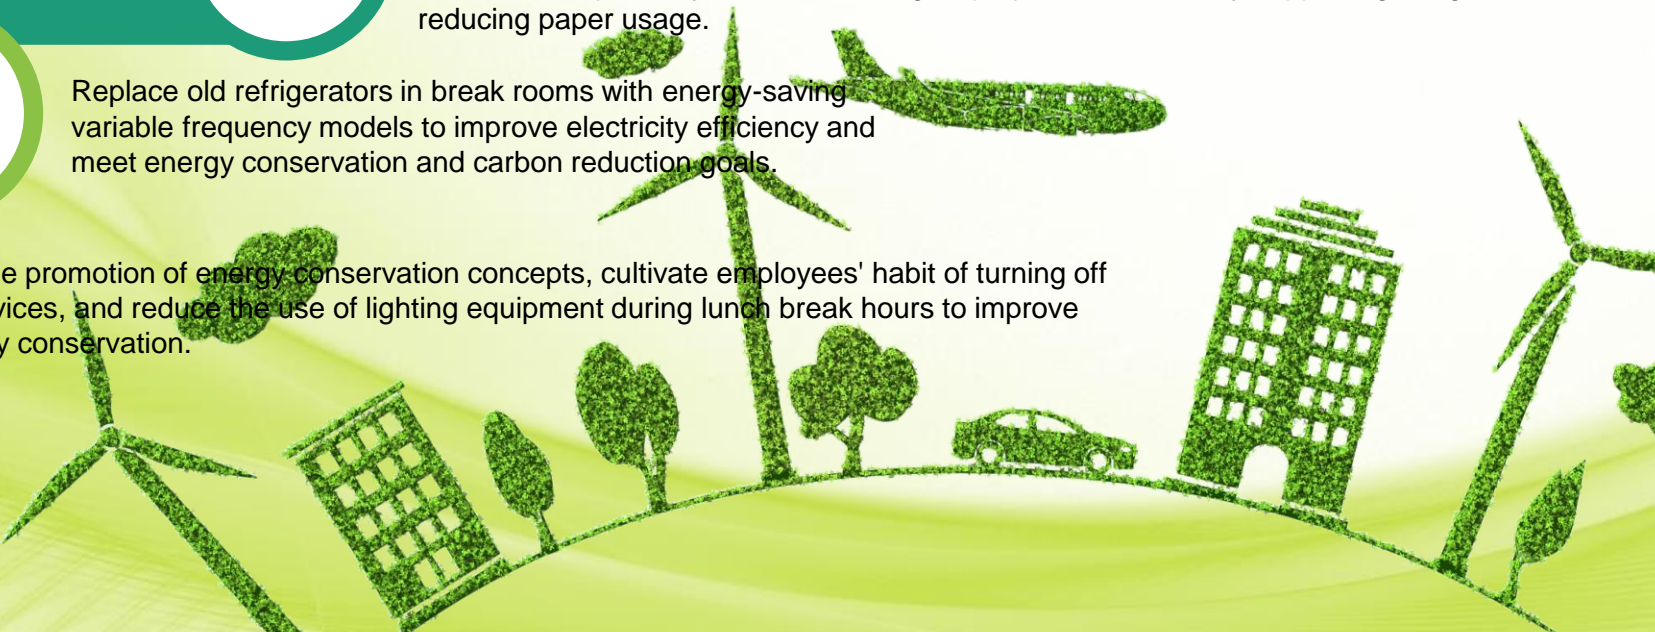 reducing paper usage.
Replace old refrigerators in break rooms with energy-saving
variable frequency models to improve electricity efficiency and
meet energy conservation and carbon reduction goals.
promotion of energy conservation concepts, cultivate employees' habit of turning off
and reduce the use of lighting equipment during lunch break hours to improve
conservation.